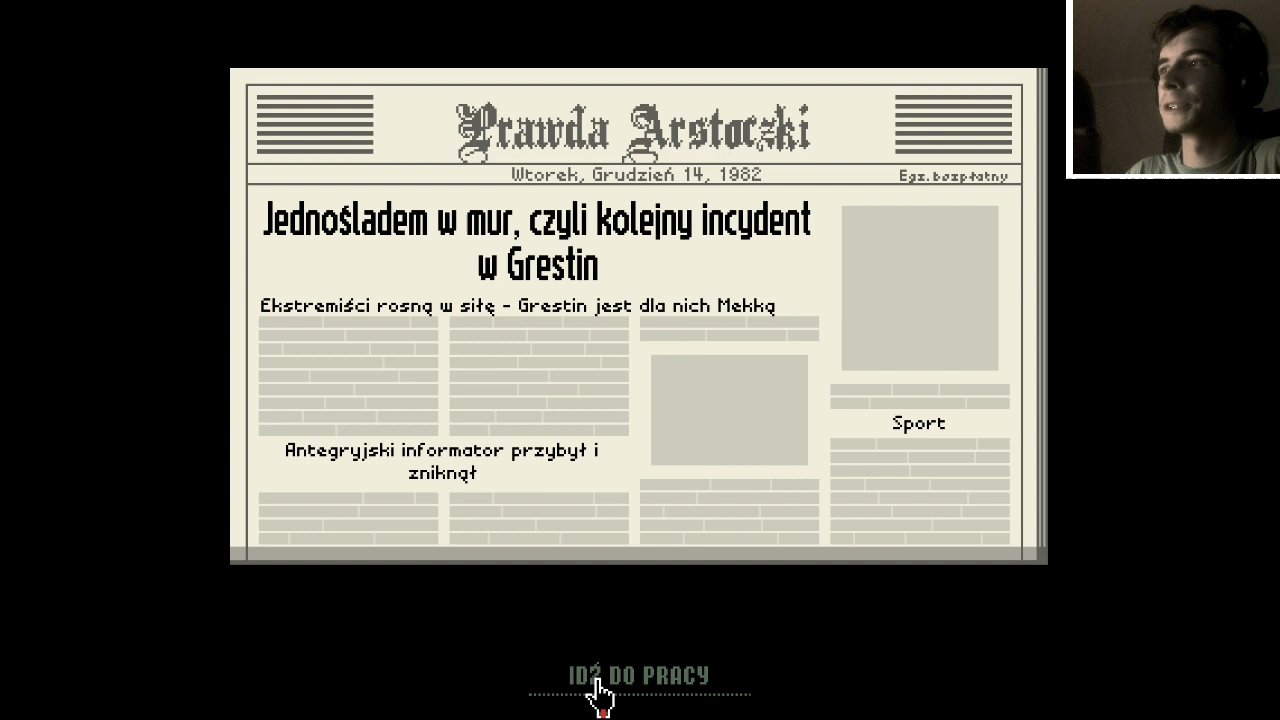 Prawda Arstoczki
Wtorek, Grudzień 14, 1982
Egz. bezpłatny
Jednośladem w mur, czyli kolejny incydent
w Grestin
Ekstremiści rosną w siłę - Grestin jest dla nich Mekką
Antegryjski informator przybył i
zniknął
Sport
IDŹ DO PRACY